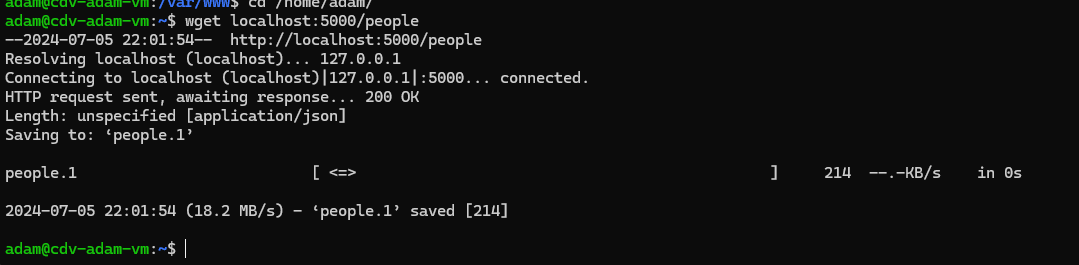 adam@cdv-adam-vm:/var/www$ cd /home/adam/
adam@cdv-adam-vm:~$ wget localhost:5000/people
--2024-07-05 22:01:54--  http://localhost:5000/people
Resolving localhost (localhost)... 127.0.0.1
Connecting to localhost (localhost)|127.0.0.1|:5000... connected.
HTTP request sent, awaiting response... 200 OK
Length: unspecified [application/json]
Saving to: ‘people.1’
people.1                          [ <=>                                              ]     214  --.-KB/s    in 0s
2024-07-05 22:01:54 (18.2 MB/s) - ‘people.1’ saved [214]
adam@cdv-adam-vm:~$